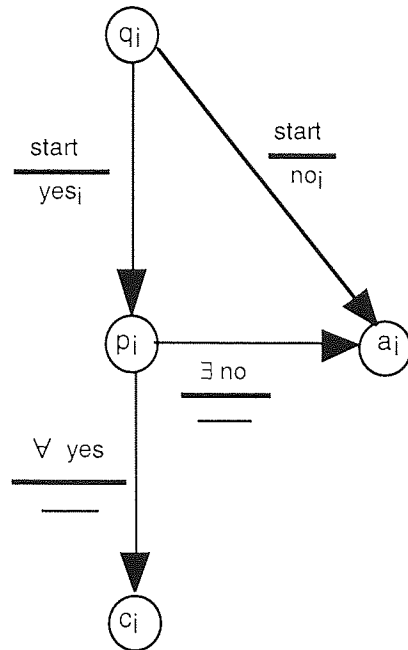 qi
start
yesi
start
noi
pi
ai
∃ no
∀ yes
ci